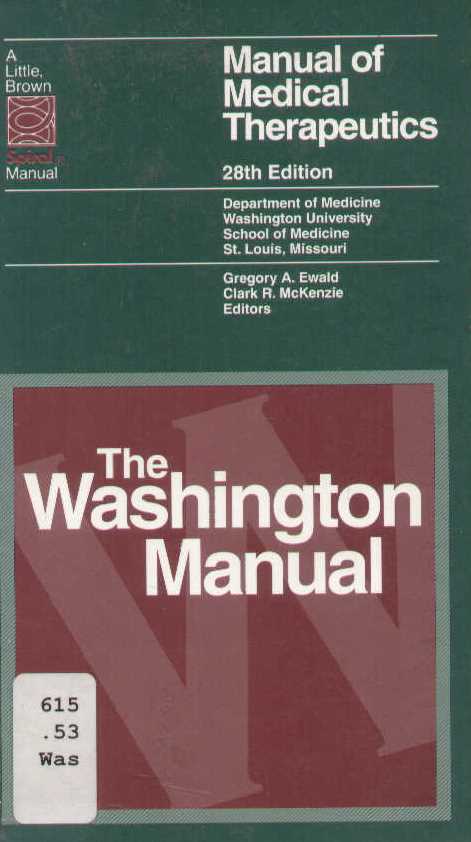 A
Little,
Brown
Spiral®
Manual
Manual of
Medical
Therapeutics
28th Edition
Department of Medicine
Washington University
School of Medicine
St. Louis, Missouri
Gregory A. Ewald
Clark R. McKenzie
Editors
The
Washington
Manual
615
.53
Was